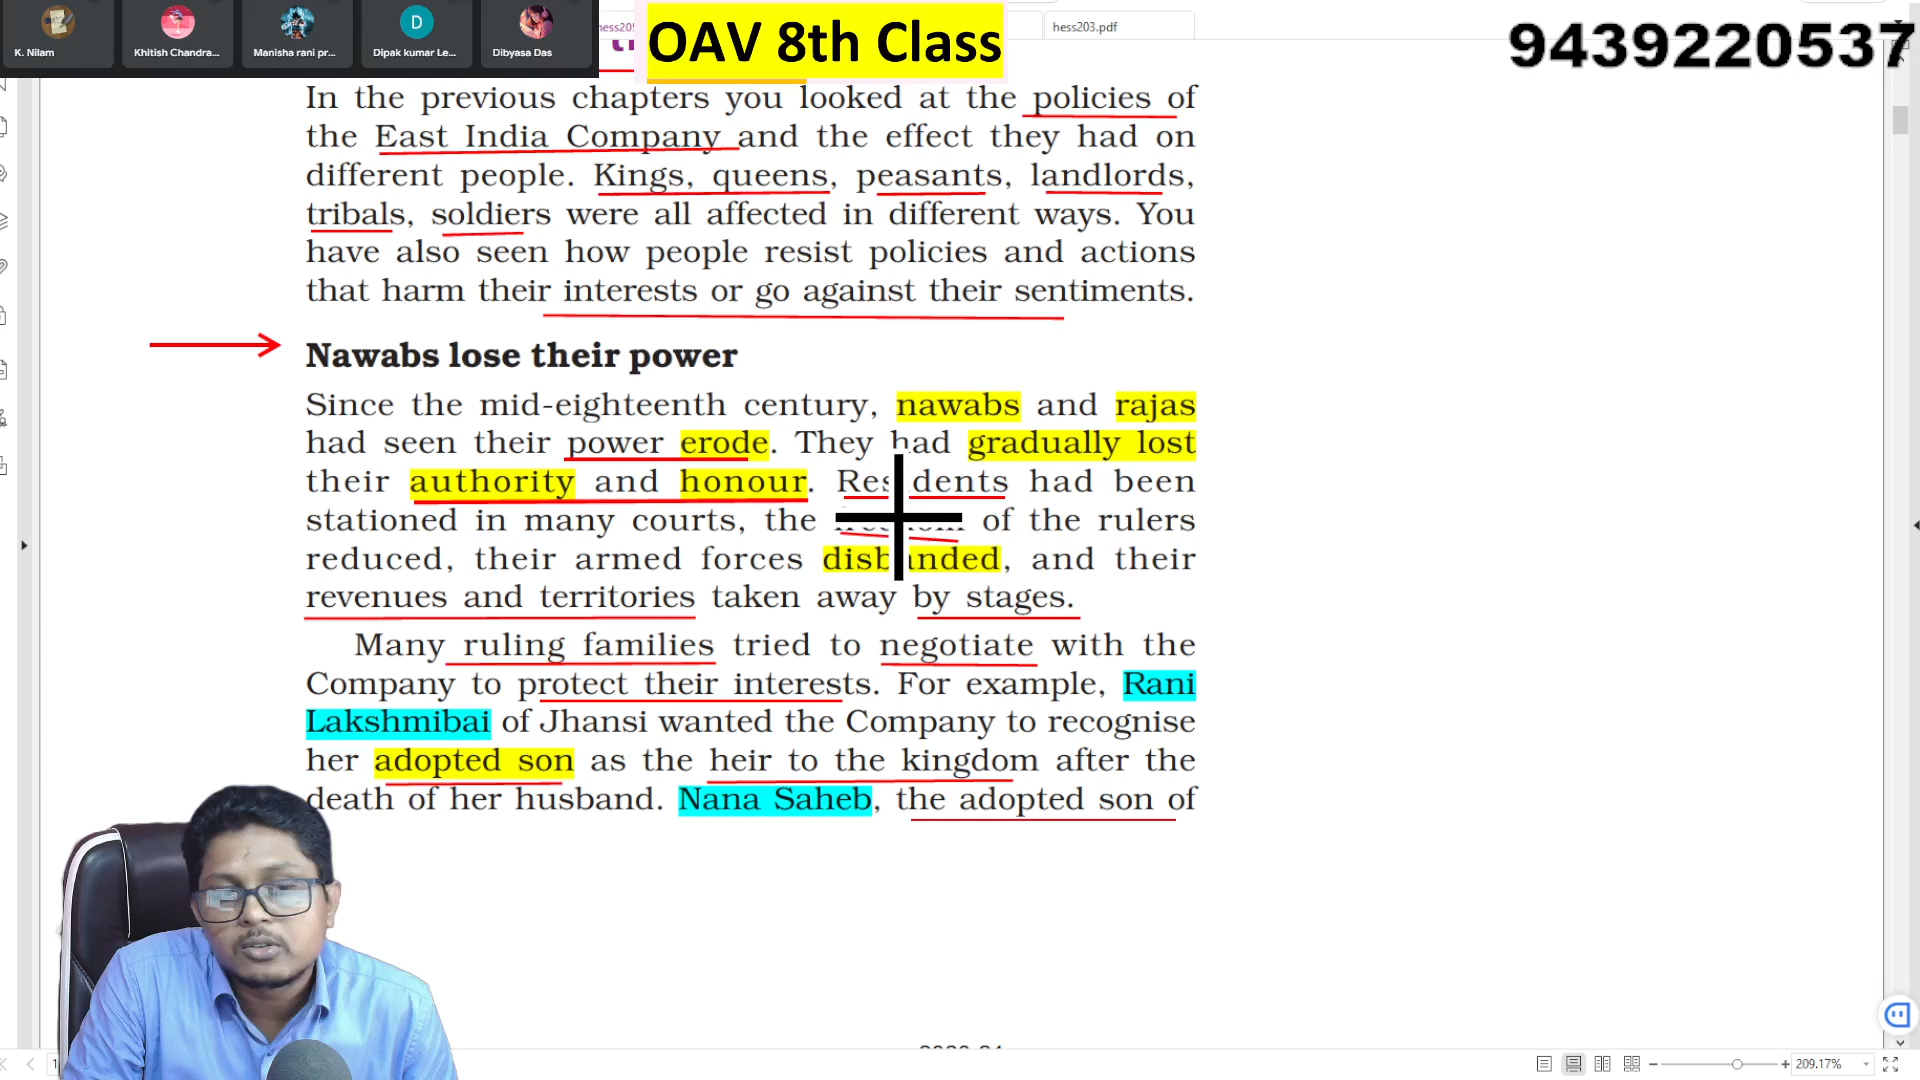 K. Nilam
Khitish Chandra...
Manisha rani pr...
Dipak kumar Le...
Dibyasa Das
D
OAV 8th Class
hess203.pdf
9439220537
In the previous chapters you looked at the policies of
the East India Company and the effect they had on
different people. Kings, queens, peasants, landlords,
tribals, soldiers were all affected in different ways. You
have also seen how people resist policies and actions
that harm their interests or go against their sentiments.
Nawabs lose their power
Since the mid-eighteenth century, nawabs and rajas
had seen their power erode. They had gradually lost
their authority and honour. Residents had been
stationed in many courts, the freedom of the rulers
reduced, their armed forces disbanded, and their
revenues and territories taken away by stages.
Many ruling families tried to negotiate with the
Company to protect their interests. For example, Rani
Lakshmibai of Jhansi wanted the Company to recognise
her adopted son as the heir to the kingdom after the
death of her husband. Nana Saheb, the adopted son of
209.17%